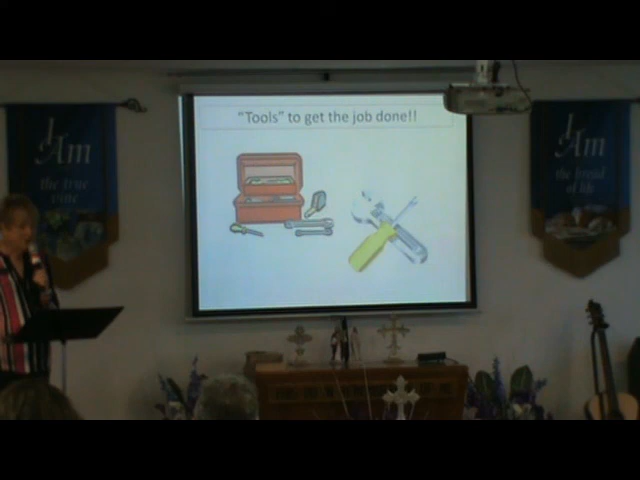 "Tools" to get the job done!!
I
Am
the true
vine
I
Am
the bread
of life